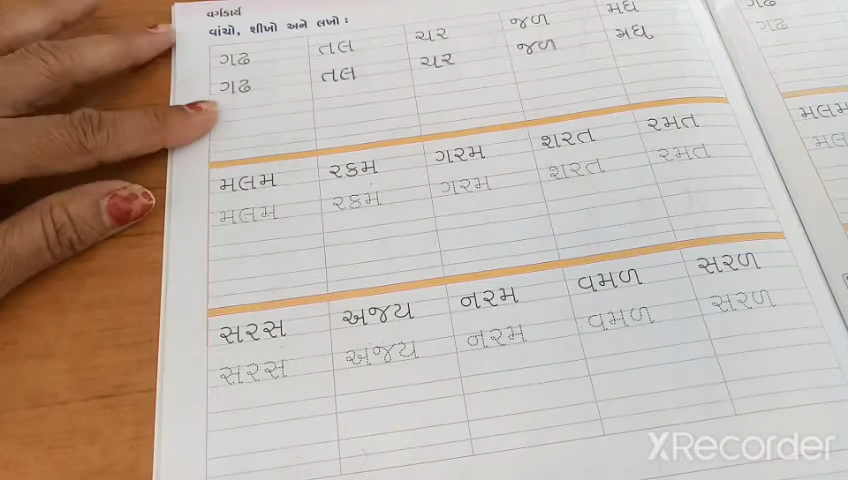 વર્ગકાર્ય
વાંચો, શીખો અને લખો :
ગઢ તલ ચર જળ મધ
ગઢ તલ ચર જળ મધ
મલમ રકમ ગરમ શરત રમત
મલમ રકમ ગરમ શરત રમત
સરસ અજય નરમ વમળ સરળ
સરસ અજય નરમ વમળ સરળ
ગઢ
મલમ
XRecorder